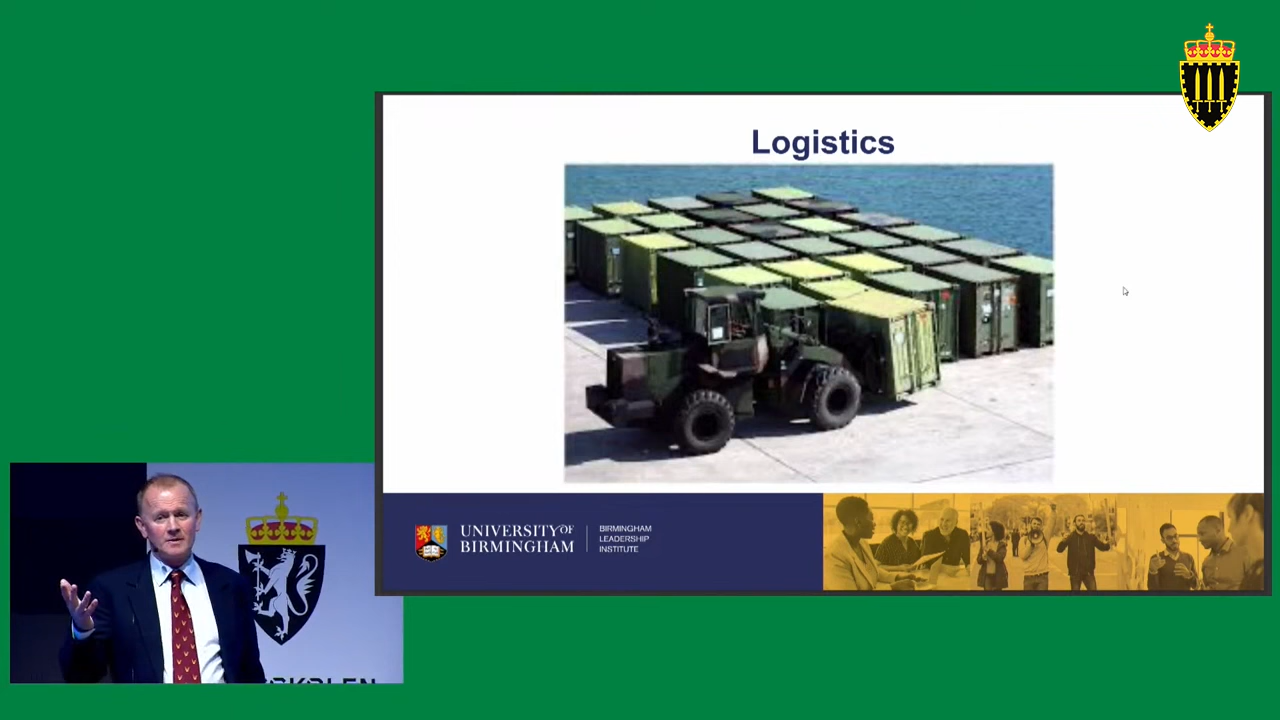 Logistics
UNIVERSITY OF
BIRMINGHAM
BIRMINGHAM
LEADERSHIP
INSTITUTE